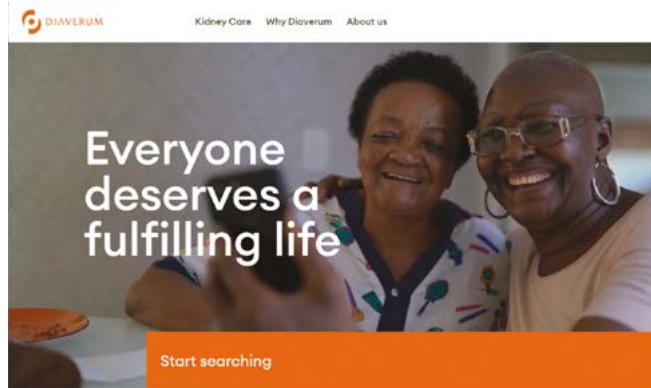 DIAVERUM
Kidney Care Why Diaverum About us
Everyone
deserves a
fulfilling life
Start searching